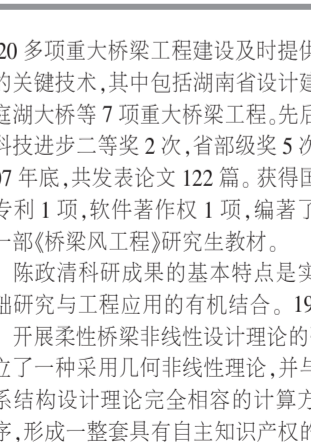 20 多项重大桥梁工程建设及时提供
的关键技术,其中包括湖南省设计建
庭湖大桥等 7 项重大桥梁工程。先后
科技进步二等奖 2 次,省部级奖 5 次
07 年底,共发表论文 122 篇。获得国
专利 1 项,软件著作权 1 项,编著了
一部《桥梁风工程》研究生教材。
陈政清科研成果的基本特点是实
础研究与工程应用的有机结合。19
开展柔性桥梁非线性设计理论的
立了一种采用几何非线性理论,并与
系结构设计理论完全相容的计算方
序,形成一整套具有自主知识产权的